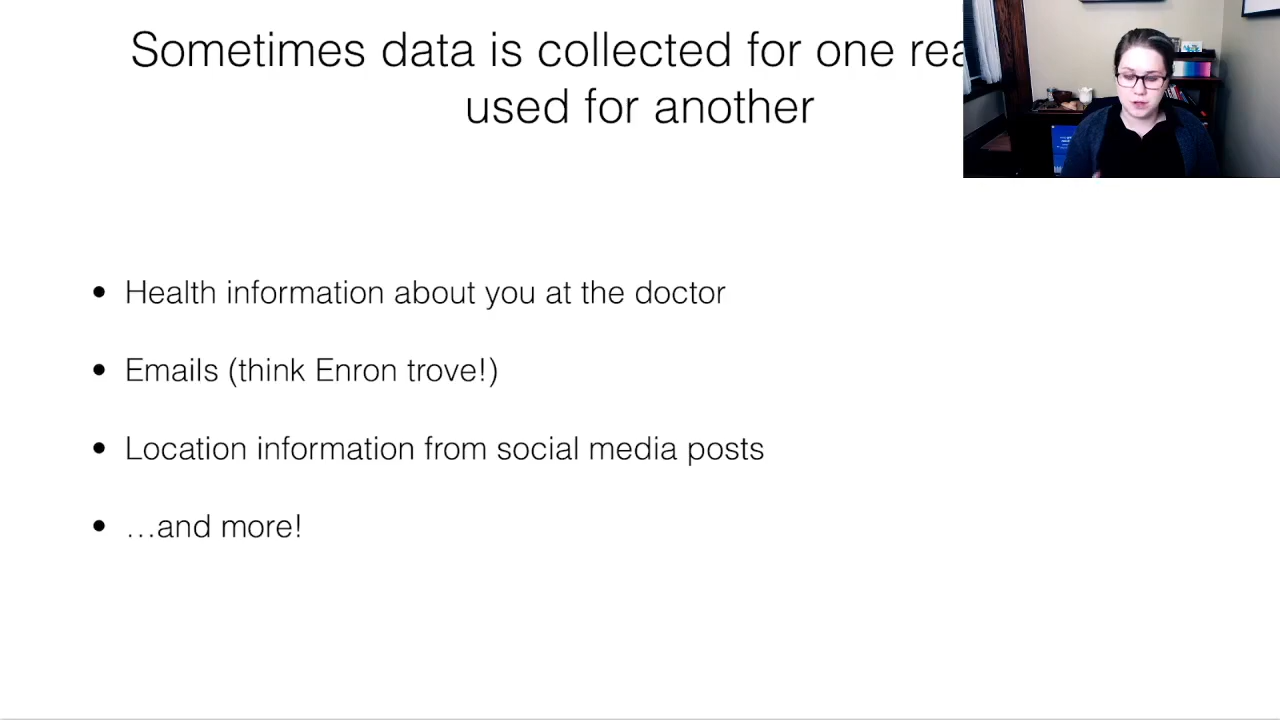 Sometimes data is collected for one
used for another
• Health information about you at the doctor
• Emails (think Enron trove!)
• Location information from social media posts
• …and more!